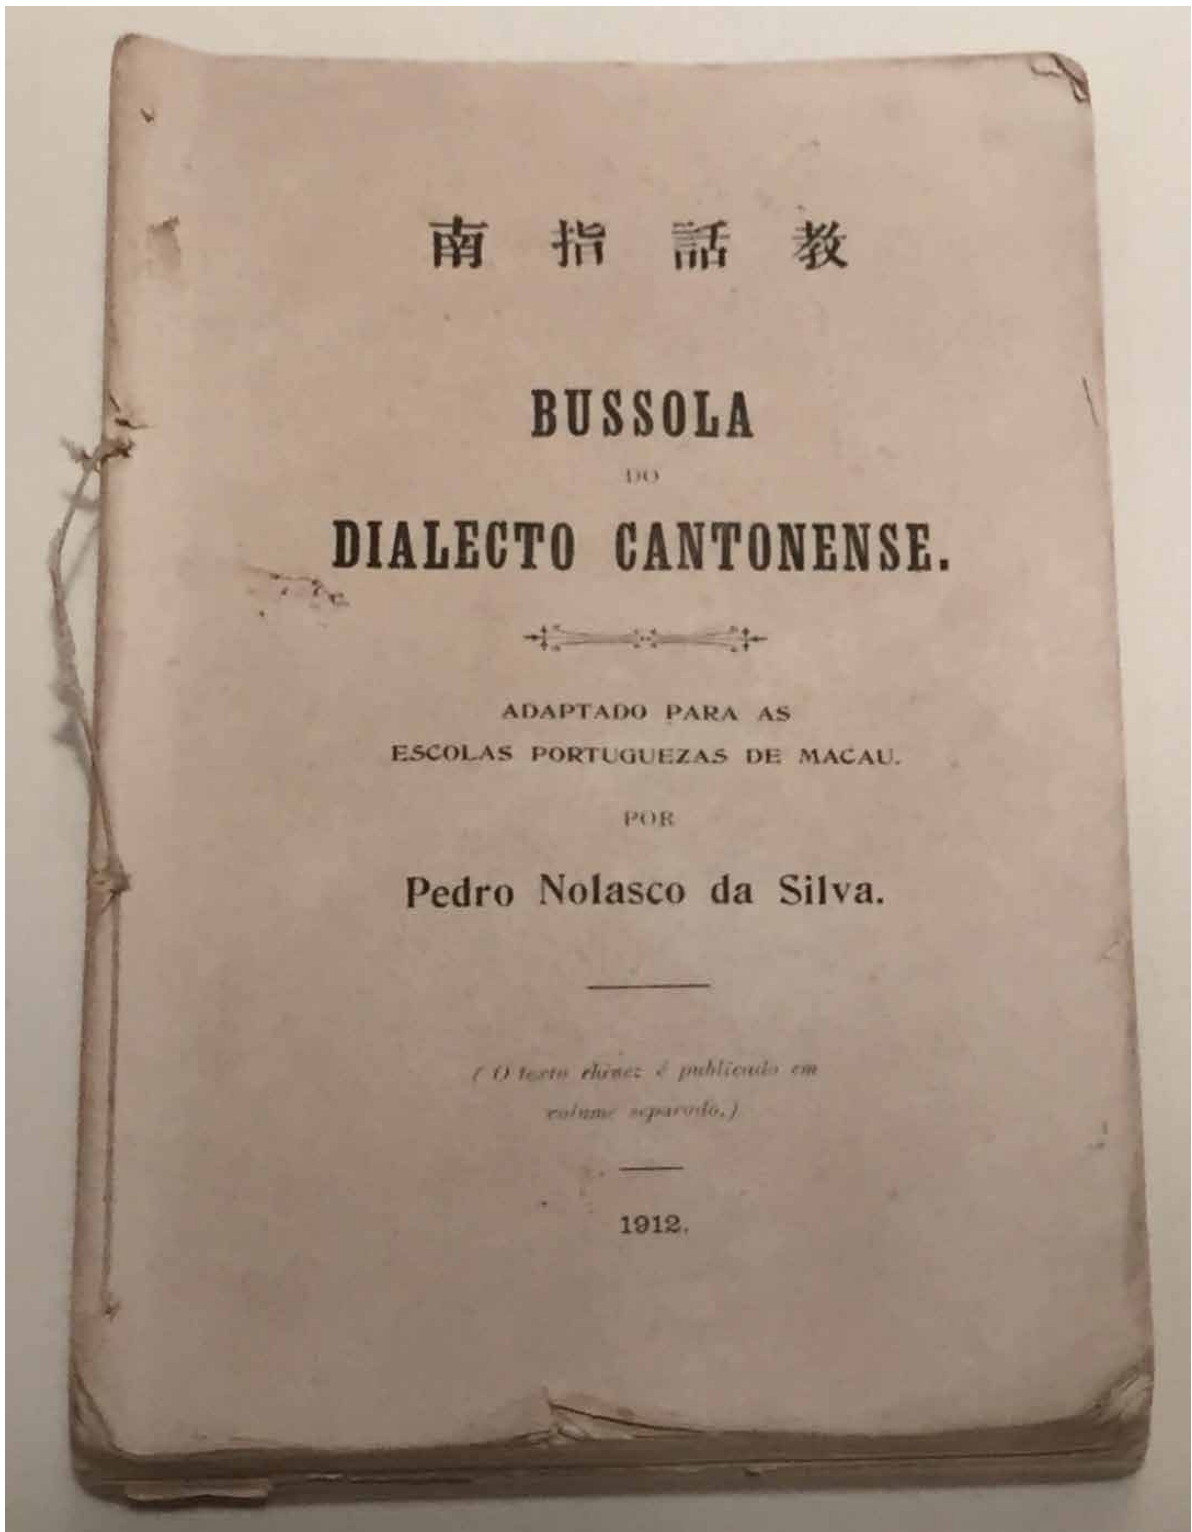 教話指南
BUSSOLA
DO
DIALECTO CANTONENSE.
ADAPTADO PARA AS
ESCOLAS PORTUGUEZAS DE MACAU.
POR
Pedro Nolasco da Silva.
( O texto chinez é publicado em
volume separado.)
1912.